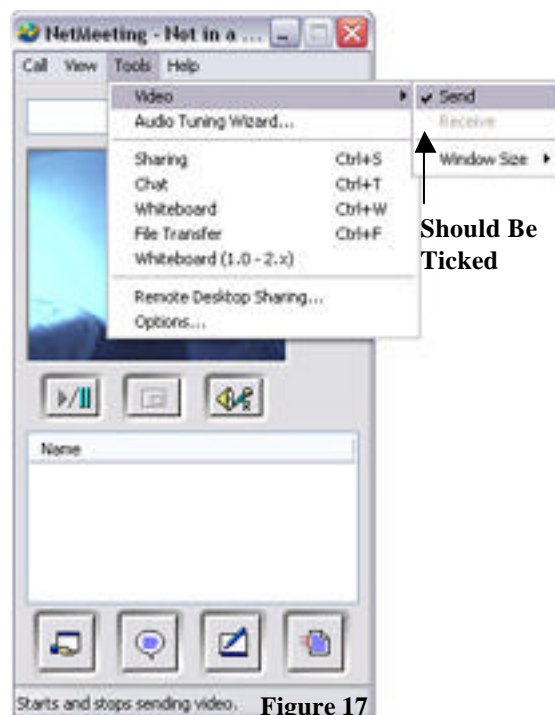 NetMeeting - Not in a ...
Call View Tools Help
Video
Send
Audio Tuning Wizard...
Receive
Sharing Ctrl+S
Window Size
Chat Ctrl+T
Whiteboard Ctrl+W
File Transfer Ctrl+F
Whiteboard (1.0 - 2.x)
Should Be
Ticked
Remote Desktop Sharing...
Options...
Name
Starts and stops sending video.
Figure 17